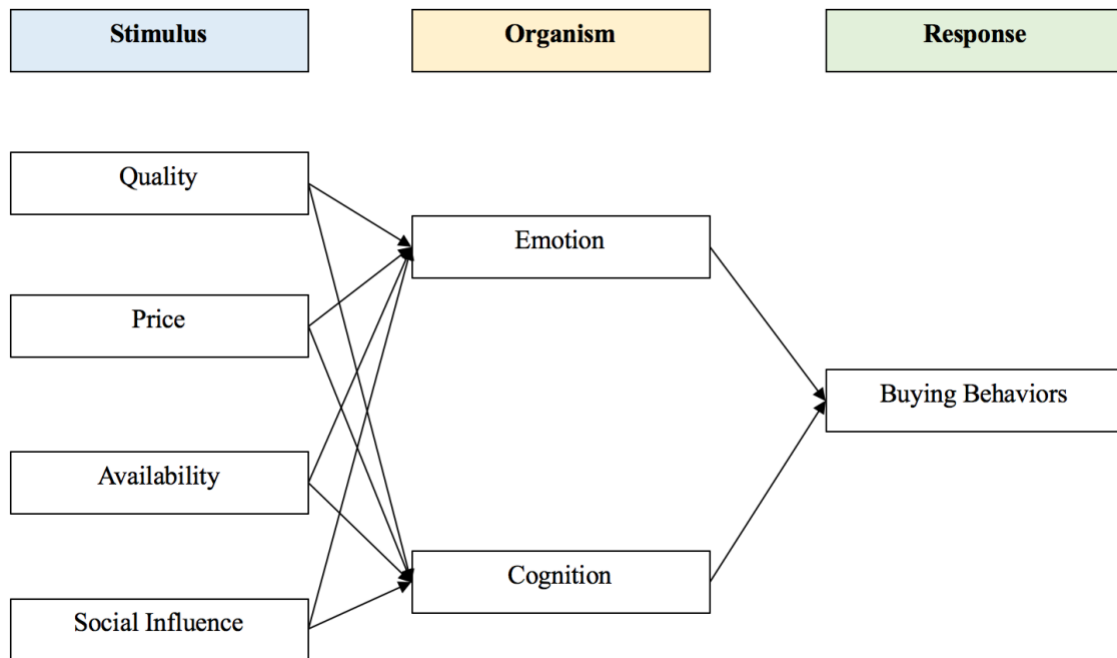 Stimulus
Organism
Response
Quality
Emotion
Price
Buying Behaviors
Availability
Cognition
Social Influence